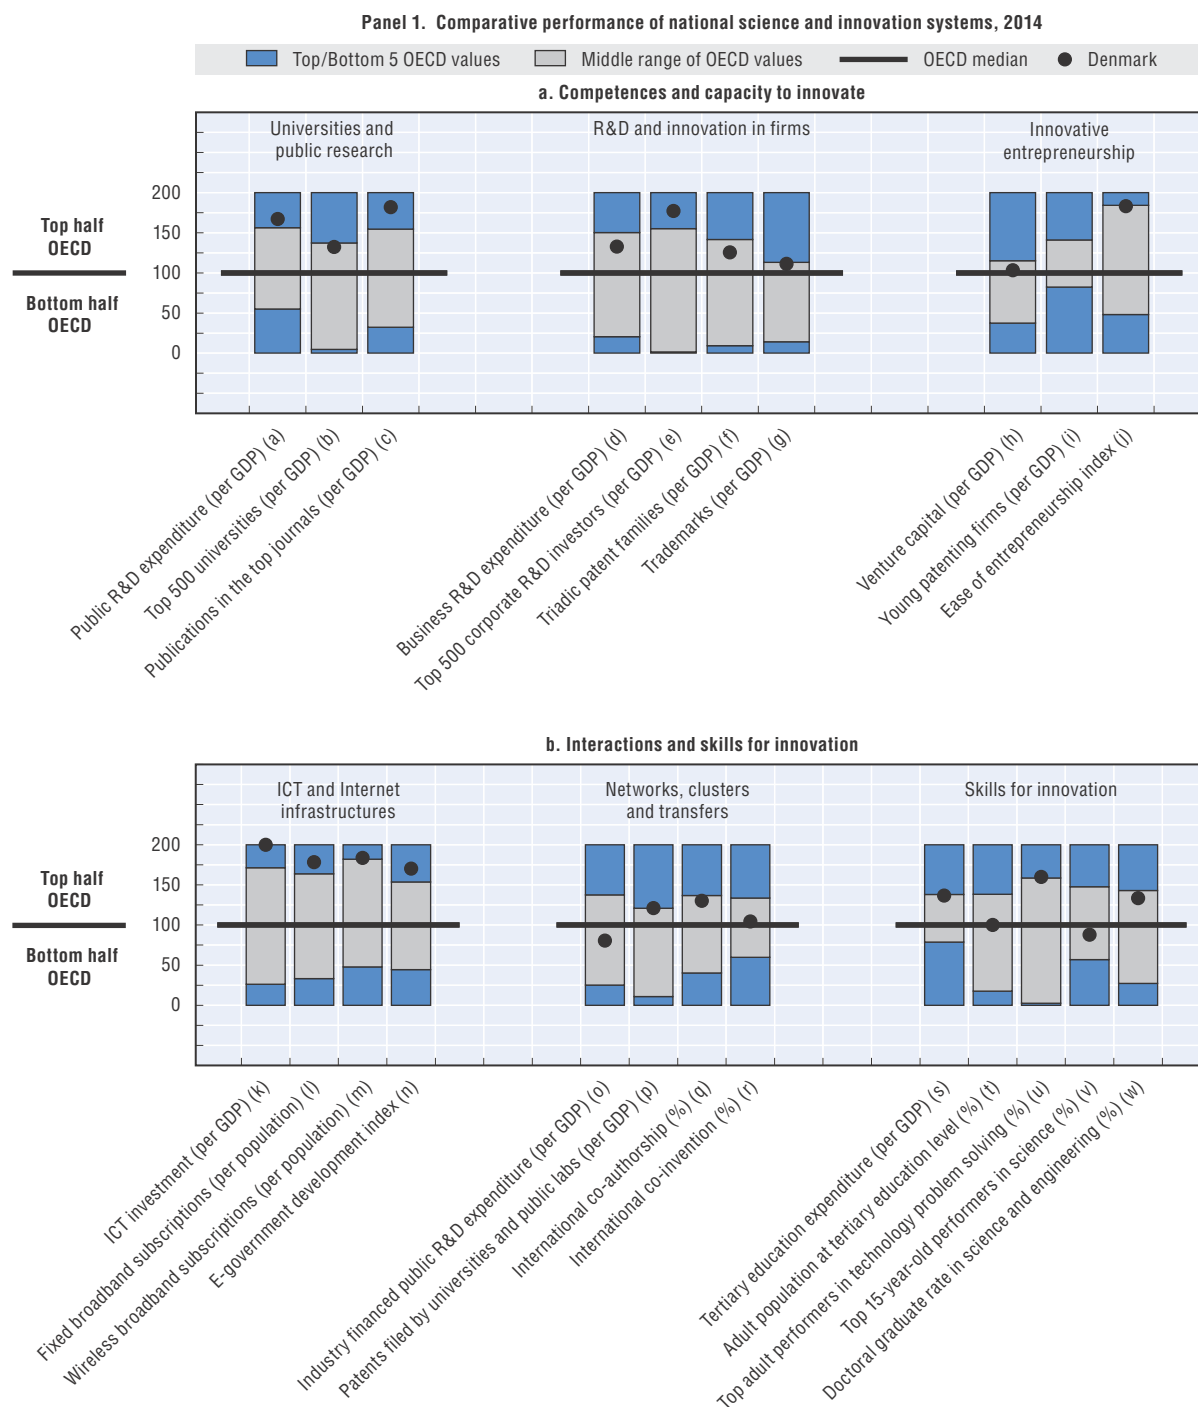 Panel 1. Comparative performance of national science and innovation systems, 2014
Top/Bottom 5 OECD values
Middle range of OECD values
OECD median
Denmark
a. Competences and capacity to innovate
Universities and
public research
R&D and innovation in firms
Innovative
entrepreneurship
200
150
100
50
0
Top half
OECD
Bottom half
OECD
Public R&D expenditure (per GDP) (a)
Top 500 universities (per GDP) (b)
Publications in the top journals (per GDP) (c)
Business R&D expenditure (per GDP) (d)
Top 500 corporate R&D investors (per GDP) (e)
Triadic patent families (per GDP) (f)
Trademarks (per GDP) (g)
Venture capital (per GDP) (h)
Young patenting firms (per GDP) (i)
Ease of entrepreneurship index (j)
b. Interactions and skills for innovation
ICT and Internet
infrastructures
Networks, clusters
and transfers
Skills for innovation
200
150
100
50
0
Top half
OECD
Bottom half
OECD
ICT investment (per GDP) (k)
Fixed broadband subscriptions (per population) (l)
Wireless broadband subscriptions (per population) (m)
E-government development index (n)
Industry financed public R&D expenditure (per GDP) (o)
Patents filed by universities and public labs (per GDP) (p)
International co-authorship (%) (q)
International co-invention (%) (r)
Tertiary education expenditure (per GDP) (s)
Adult population at tertiary education level (%) (t)
Top adult performers in technology problem solving (%) (u)
Top 15-year-old performers in science (%) (v)
Doctoral graduate rate in science and engineering (%) (w)